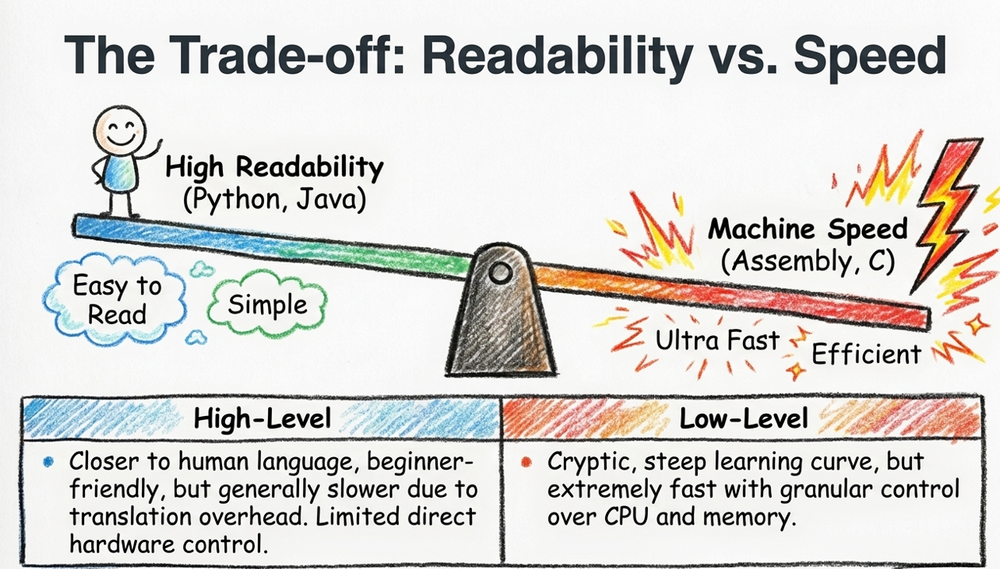 The Trade-off: Readability vs. Speed
High Readability
(Python, Java)
Machine Speed
(Assembly, C)
Easy to
Read
Simple
Ultra Fast
Efficient
High-Level
• Closer to human language, beginner-
friendly, but generally slower due to
translation overhead. Limited direct
hardware control.
Low-Level
• Cryptic, steep learning curve, but
extremely fast with granular control
over CPU and memory.